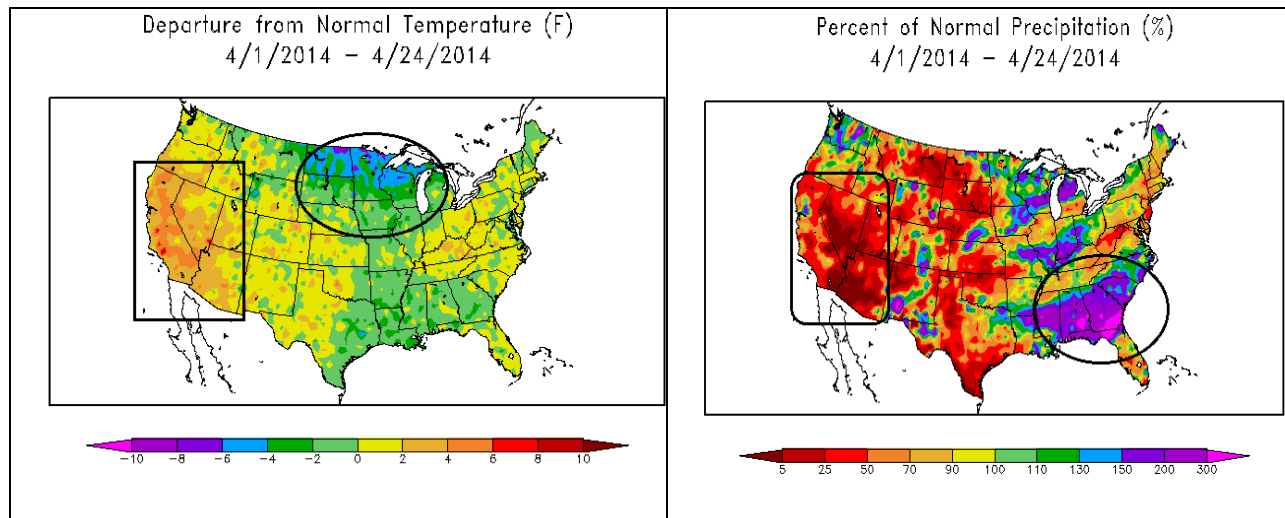 Departure from Normal Temperature (F)
4/1/2014 – 4/24/2014
-10 -8 -6 -4 -2 0 2 4 6 8 10
Percent of Normal Precipitation (%)
4/1/2014 – 4/24/2014
5 25 50 70 90 100 110 130 150 200 300